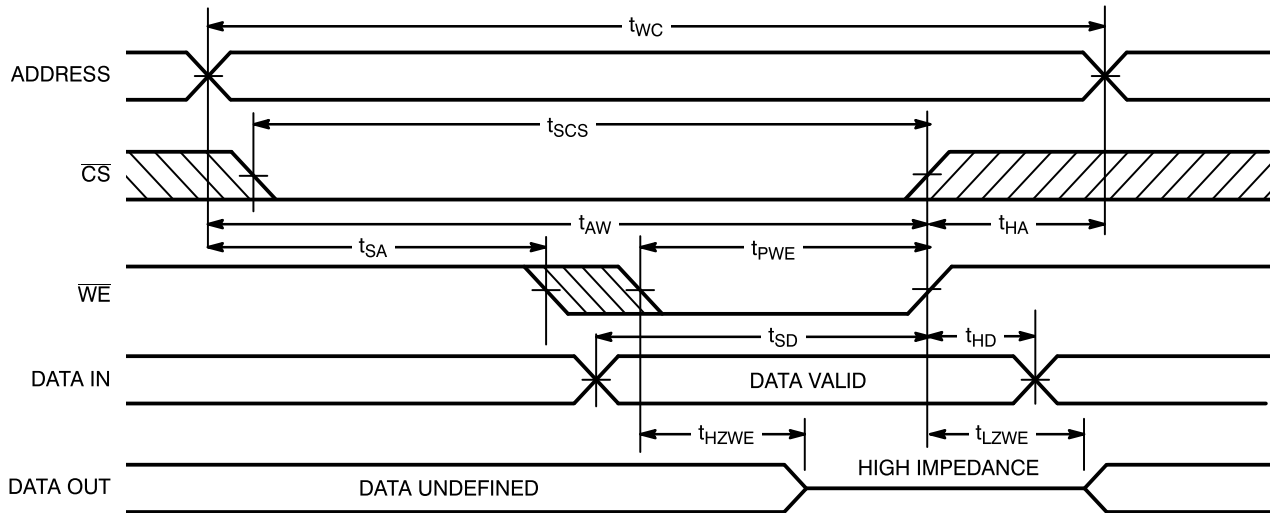 tWC
ADDRESS
tSCS
CS
tAW
tHA
tSA
tPWE
WE
tSD
tHD
DATA IN
DATA VALID
tHZWE
tLZWE
HIGH IMPEDANCE
DATA OUT
DATA UNDEFINED